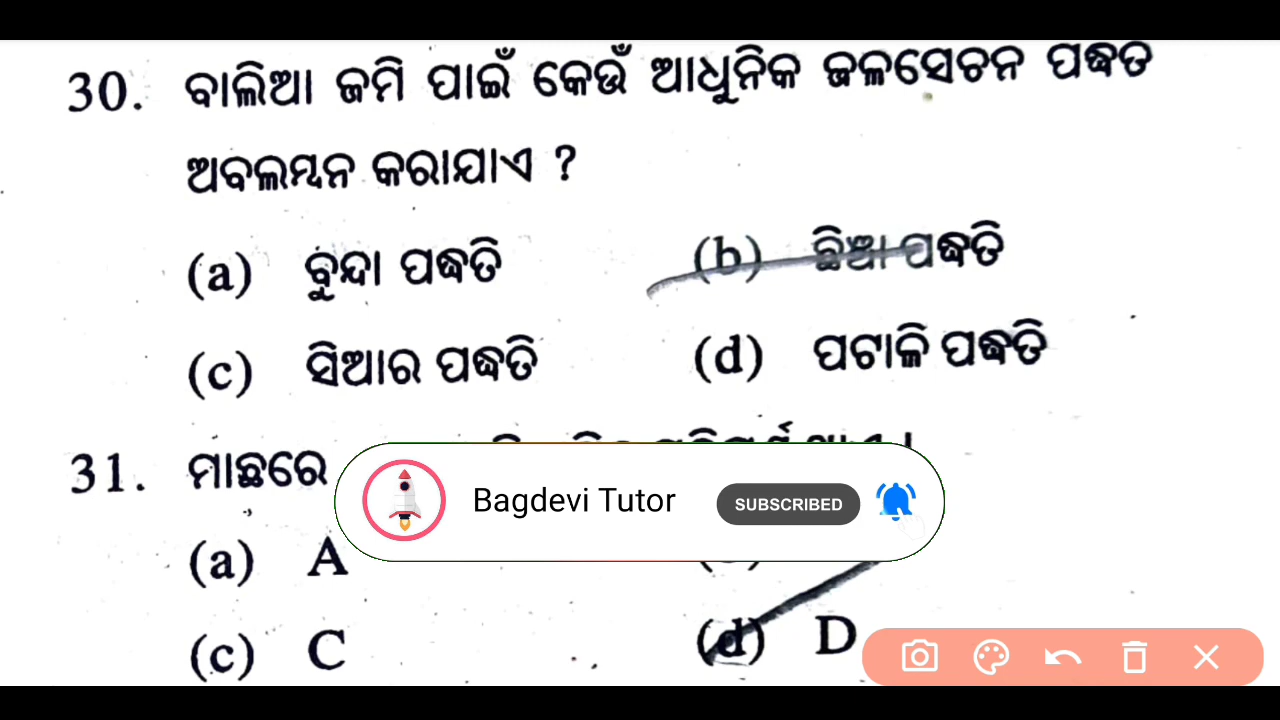 30. ବାଲିଆ ଜମି ପାଇଁ କେଉଁ ଆଧୁନିକ ଜଳସେଚନ ପଦ୍ଧତି
ଅବଲମ୍ବନ କରାଯାଏ ?
(a) ବୁନ୍ଦା ପଦ୍ଧତି (b) ଛିଞ୍ଚା ପଦ୍ଧତି
(c) ସିଆର ପଦ୍ଧତି (d) ପଟାଳି ପଦ୍ଧତି
31. ମାଛରେ
Bagdevi Tutor SUBSCRIBED
(a) A
(c) C (d) D